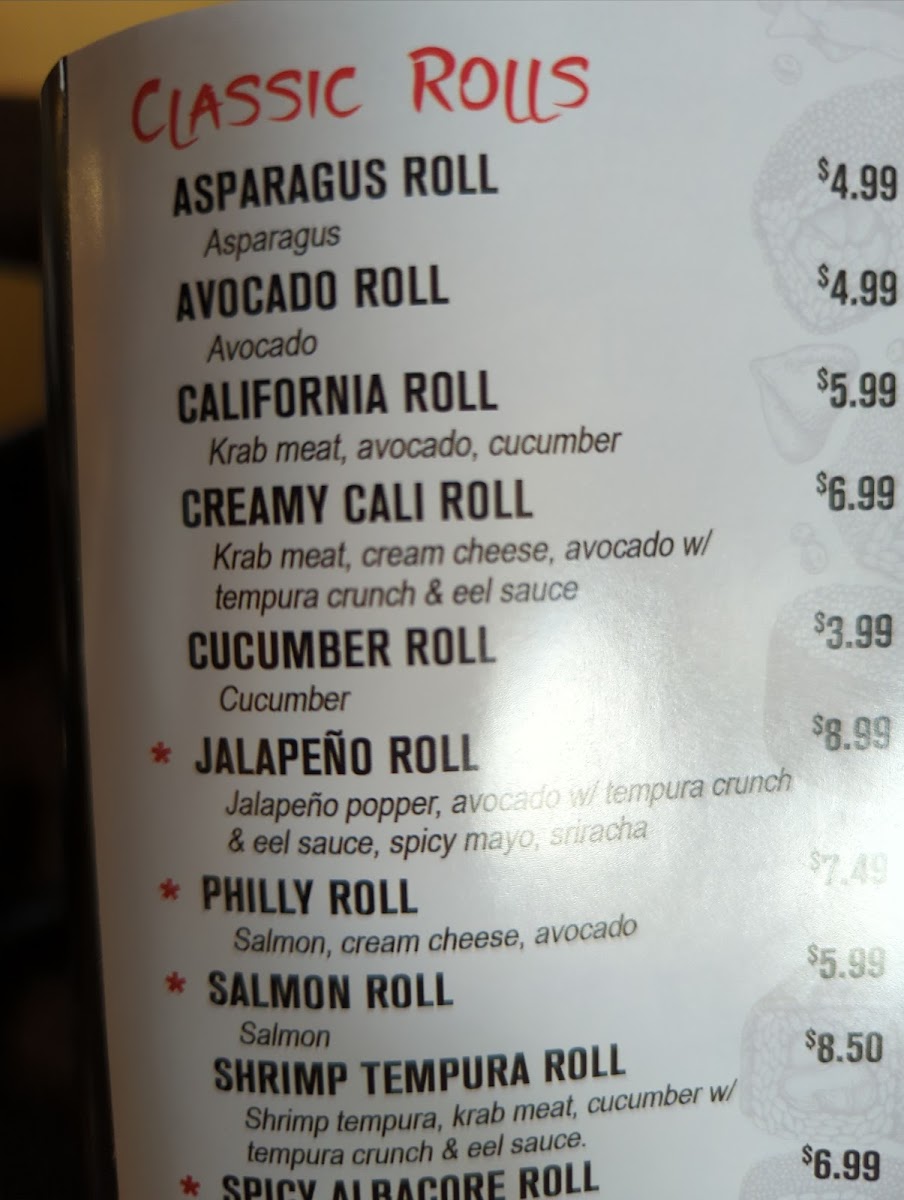 CLASSIC ROLLS
ASPARAGUS ROLL $4.99
Asparagus
AVOCADO ROLL $4.99
Avocado
CALIFORNIA ROLL $5.99
Krab meat, avocado, cucumber
CREAMY CALI ROLL $6.99
Krab meat, cream cheese, avocado w/
tempura crunch & eel sauce
CUCUMBER ROLL $3.99
Cucumber
* JALAPEÑO ROLL $8.99
Jalapeño popper, avocado w/ tempura crunch
& eel sauce, spicy mayo, sriracha
* PHILLY ROLL $7.49
Salmon, cream cheese, avocado
* SALMON ROLL $5.99
Salmon
SHRIMP TEMPURA ROLL $8.50
Shrimp tempura, krab meat, cucumber w/
tempura crunch & eel sauce.
* SPICY ALBACORE ROLL $6.99